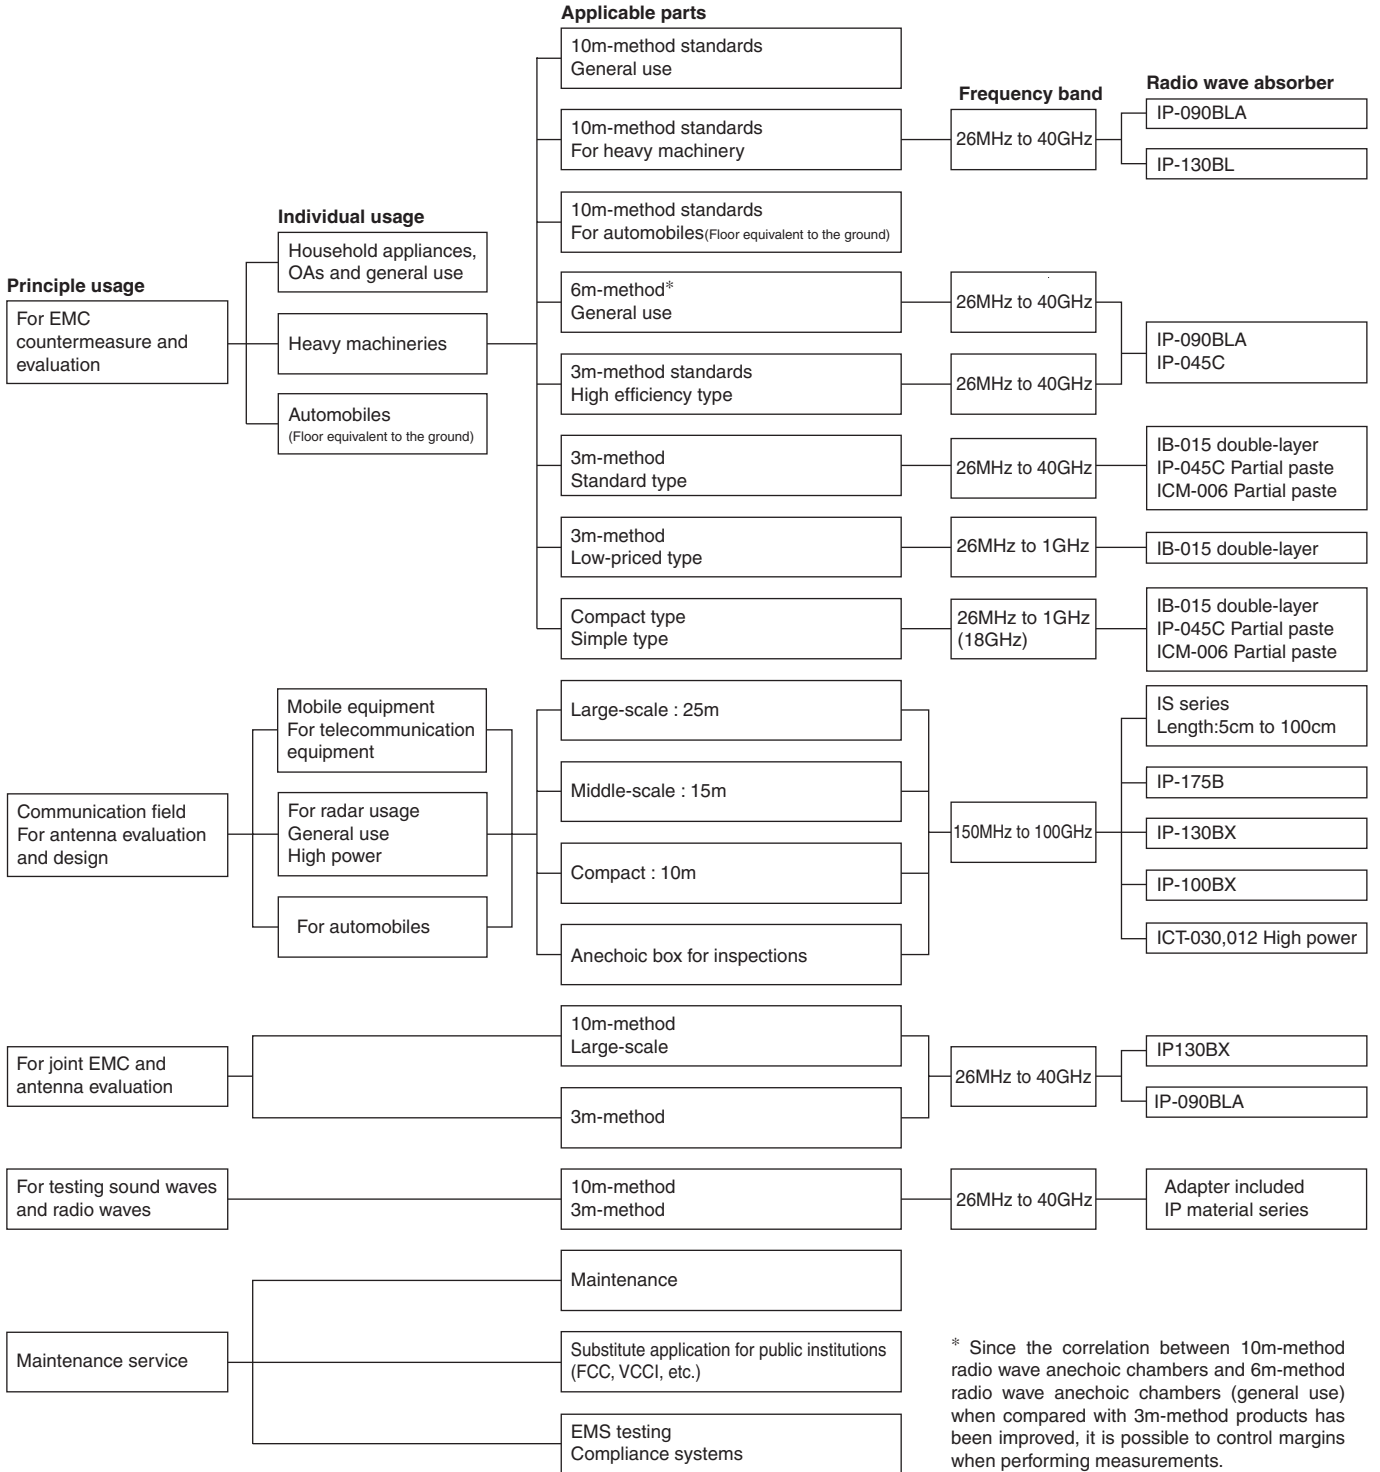 Applicable parts
10m-method standards
General use
Frequency band
Radio wave absorber
10m-method standards
For heavy machinery
26MHz to 40GHz
IP-090BLA
IP-130BL
Individual usage
10m-method standards
For automobiles(Floor equivalent to the ground)
Principle usage
For EMC
countermeasure and
evaluation
Household appliances,
OAs and general use
Heavy machineries
Automobiles
(Floor equivalent to the ground)
6m-method*
General use
26MHz to 40GHz
3m-method standards
High efficiency type
26MHz to 40GHz
IP-090BLA
IP-045C
3m-method
Standard type
26MHz to 40GHz
IB-015 double-layer
IP-045C Partial paste
ICM-006 Partial paste
3m-method
Low-priced type
26MHz to 1GHz
IB-015 double-layer
Compact type
Simple type
26MHz to 1GHz
(18GHz)
IB-015 double-layer
IP-045C Partial paste
ICM-006 Partial paste
Communication field
For antenna evaluation
and design
Mobile equipment
For telecommunication
equipment
For radar usage
General use
High power
For automobiles
Large-scale : 25m
Middle-scale : 15m
Compact : 10m
Anechoic box for inspections
150MHz to 100GHz
IS series
Length:5cm to 100cm
IP-175B
IP-130BX
IP-100BX
ICT-030,012 High power
For joint EMC and
antenna evaluation
10m-method
Large-scale
3m-method
26MHz to 40GHz
IP130BX
IP-090BLA
For testing sound waves
and radio waves
10m-method
3m-method
26MHz to 40GHz
Adapter included
IP material series
Maintenance service
Maintenance
Substitute application for public institutions
(FCC, VCCI, etc.)
EMS testing
Compliance systems
* Since the correlation between 10m-method
radio wave anechoic chambers and 6m-method
radio wave anechoic chambers (general use)
when compared with 3m-method products has
been improved, it is possible to control margins
when performing measurements.